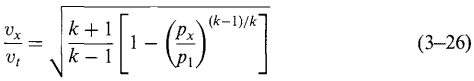 v_x/v_t = √((k + 1)/(k − 1) [1 − (p_x/p_1)^{(k−1)/k}]) (3–26)